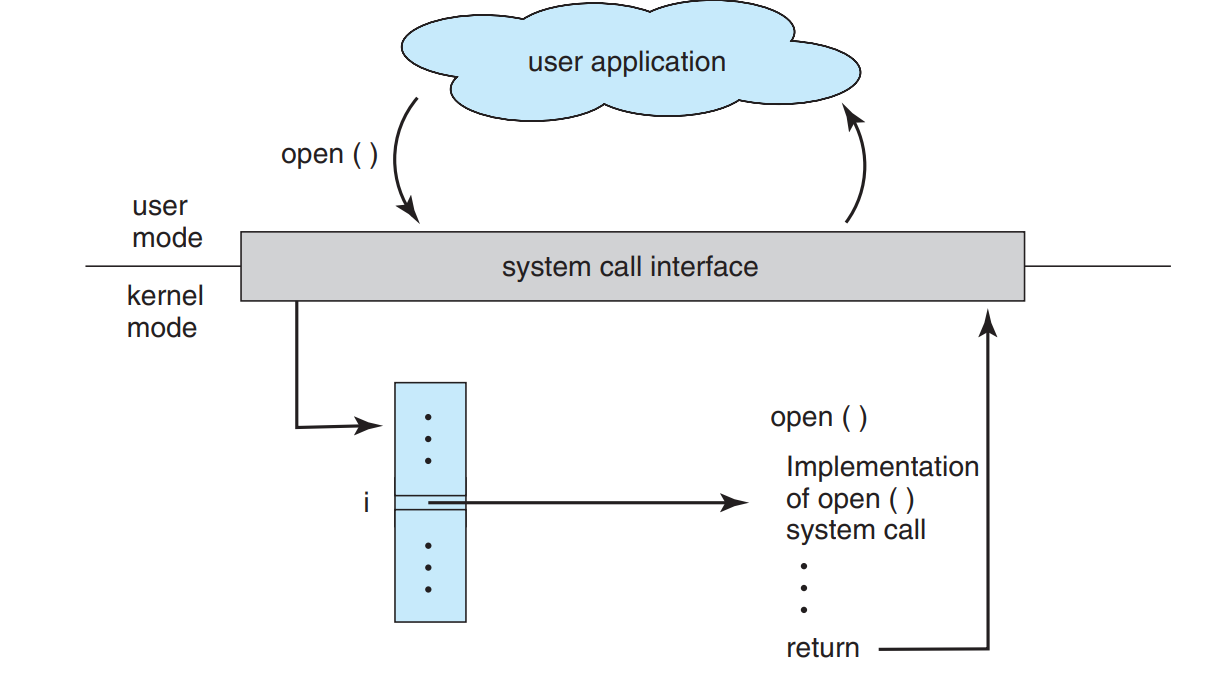 user application
open ( )
user
mode
system call interface
kernel
mode
open ( )
Implementation
of open ( )
system call
i
return